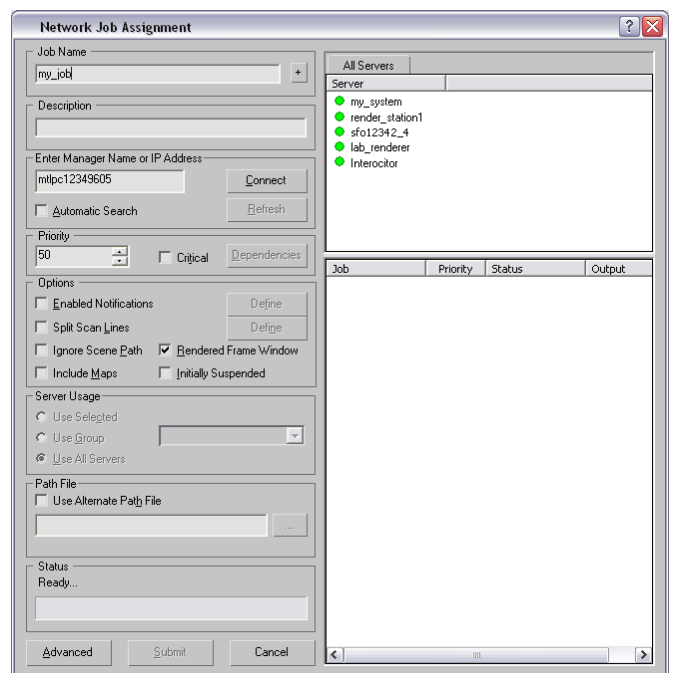 Network Job Assignment
Job Name
my_job
+
Description
Enter Manager Name or IP Address
mtlpc12349605
Connect
Automatic Search
Refresh
Priority
50
Critical
Dependencies
Options
Enabled Notifications
Define
Split Scan Lines
Define
Ignore Scene Path
Rendered Frame Window
Include Maps
Initially Suspended
Server Usage
Use Selected
Use Group
Use All Servers
Path File
Use Alternate Path File
...
Status
Ready...
Advanced
Submit
Cancel
All Servers
Server
my_system
render_station1
sfo12342_4
lab_renderer
Interocitor
Job Priority Status Output